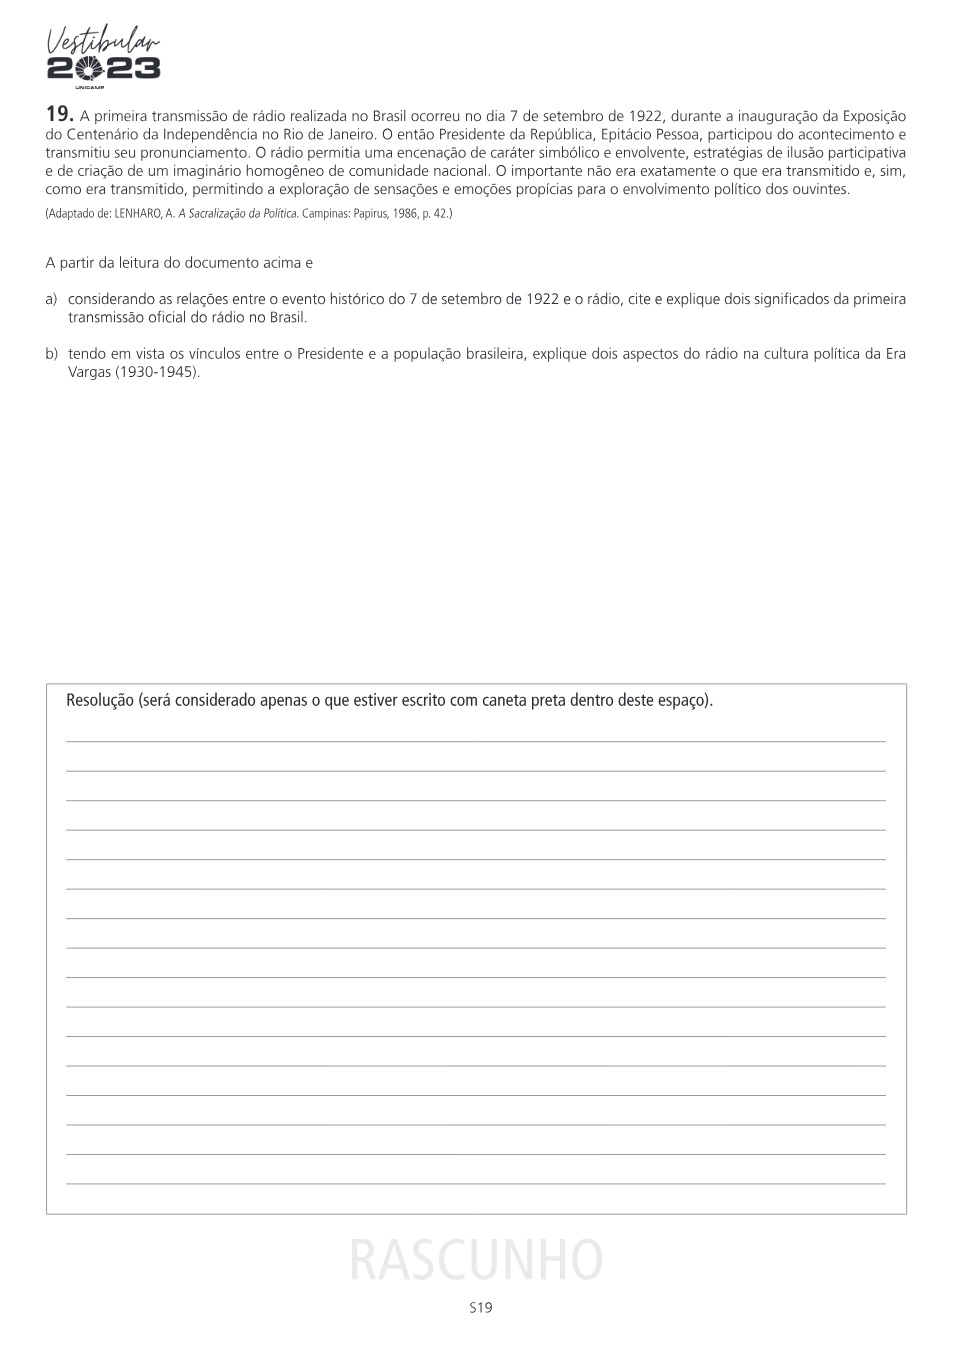 Vestibular
2023
UNICAMP
19. A primeira transmissão de rádio realizada no Brasil ocorreu no dia 7 de setembro de 1922, durante a inauguração da Exposição
do Centenário da Independência no Rio de Janeiro. O então Presidente da República, Epitácio Pessoa, participou do acontecimento e
transmitiu seu pronunciamento. O rádio permitia uma encenação de caráter simbólico e envolvente, estratégias de ilusão participativa
e de criação de um imaginário homogêneo de comunidade nacional. O importante não era exatamente o que era transmitido e, sim,
como era transmitido, permitindo a exploração de sensações e emoções propícias para o envolvimento político dos ouvintes.
(Adaptado de: LENHARO, A. A Sacralização da Política. Campinas: Papirus, 1986, p. 42.)
A partir da leitura do documento acima e
a) considerando as relações entre o evento histórico do 7 de setembro de 1922 e o rádio, cite e explique dois significados da primeira
transmissão oficial do rádio no Brasil.
b) tendo em vista os vínculos entre o Presidente e a população brasileira, explique dois aspectos do rádio na cultura política da Era
Vargas (1930-1945).
Resolução (será considerado apenas o que estiver escrito com caneta preta dentro deste espaço).
RASCUNHO
S19